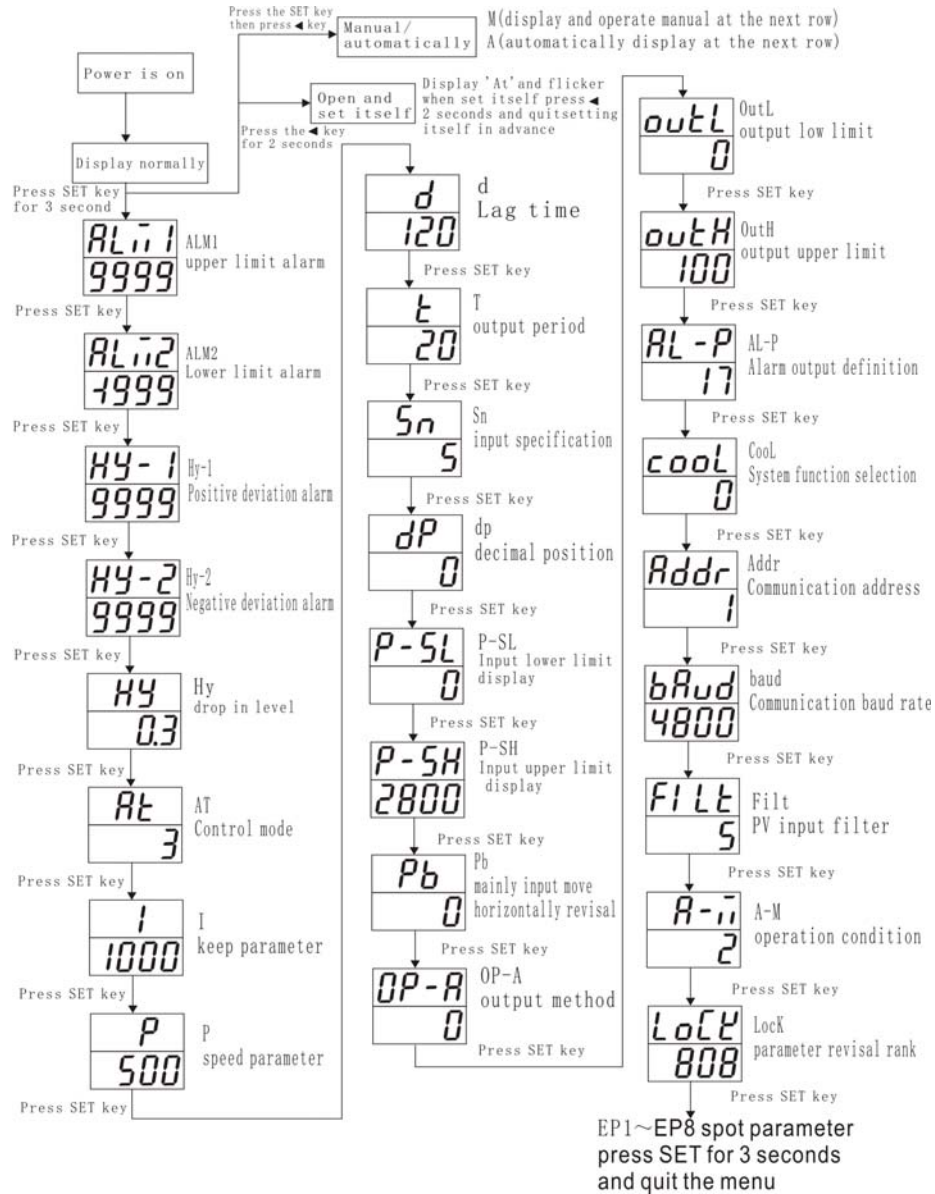 Power is on
Display normally
Press the SET key
then press ◀ key
Manual/
automatically
M(display and operate manual at the next row)
A(automatically display at the next row)
Open and
set itself
Press the ◀ key
for 2 seconds
Display 'At'and flicker
when set itself press ◀
2 seconds and quitsetting
itself in advance
Press SET key
for 3 second
ALM1
9999
ALM1
upper limit alarm
Press SET key
ALM2
-1999
ALM2
Lower limit alarm
Press SET key
HY-1
9999
Hy-1
Positive deviation alarm
Press SET key
HY-2
9999
Hy-2
Negative deviation alarm
Press SET key
HY
0.3
Hy
drop in level
Press SET key
At
3
AT
Control mode
Press SET key
I
1000
I
keep parameter
Press SET key
P
500
P
speed parameter
Press SET key
d
120
d
Lag time
Press SET key
t
20
T
output period
Press SET key
Sn
5
Sn
input specification
Press SET key
dP
0
dp
decimal position
Press SET key
P-SL
0
P-SL
Input lower limit
display
Press SET key
P-SH
2800
P-SH
Input upper limit
display
Press SET key
Pb
0
Pb
mainly input move
horizontally revisal
Press SET key
OP-A
0
OP-A
output method
Press SET key
outL
0
OutL
output low limit
Press SET key
outH
100
OutH
output upper limit
Press SET key
AL-P
17
AL-P
Alarm output definition
Press SET key
cooL
0
CooL
System function selection
Press SET key
Addr
1
Addr
Communication address
Press SET key
bAud
4800
baud
Communication baud rate
Press SET key
FILt
5
Filt
PV input filter
Press SET key
A-M
2
A-M
operation condition
Press SET key
LoCK
808
LocK
parameter revisal rank
Press SET key
EP1～EP8 spot parameter
press SET for 3 seconds
and quit the menu